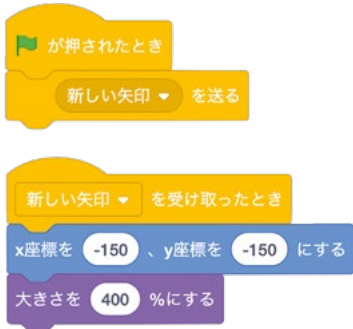 が押されたとき
新しい矢印 を送る
新しい矢印 を受け取ったとき
x座標を -150 、y座標を -150 にする
大きさを 400 %にする